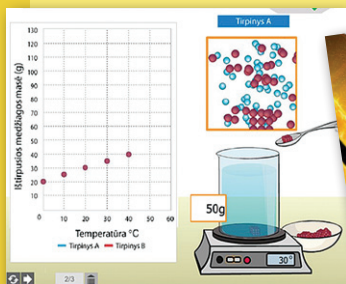 Tirpinys A
130
120
110
100
90
80
70
60
50
40
30
20
10
0 10 20 30 40 50 60
Ištirpusios medžiagos masė (g)
Temperatūra °C
Tirpinys A Tirpinys B
50g
30°
2/3